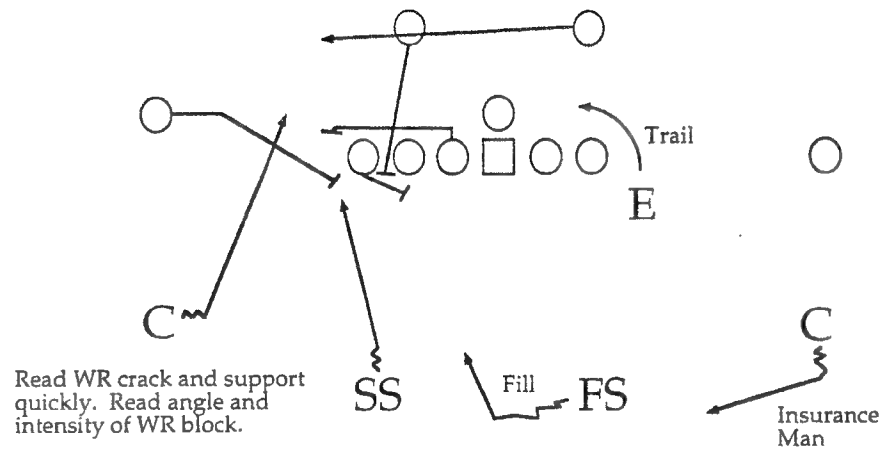 Trail
E
C
C
Read WR crack and support
quickly. Read angle and
intensity of WR block.
SS
Fill
FS
Insurance
Man